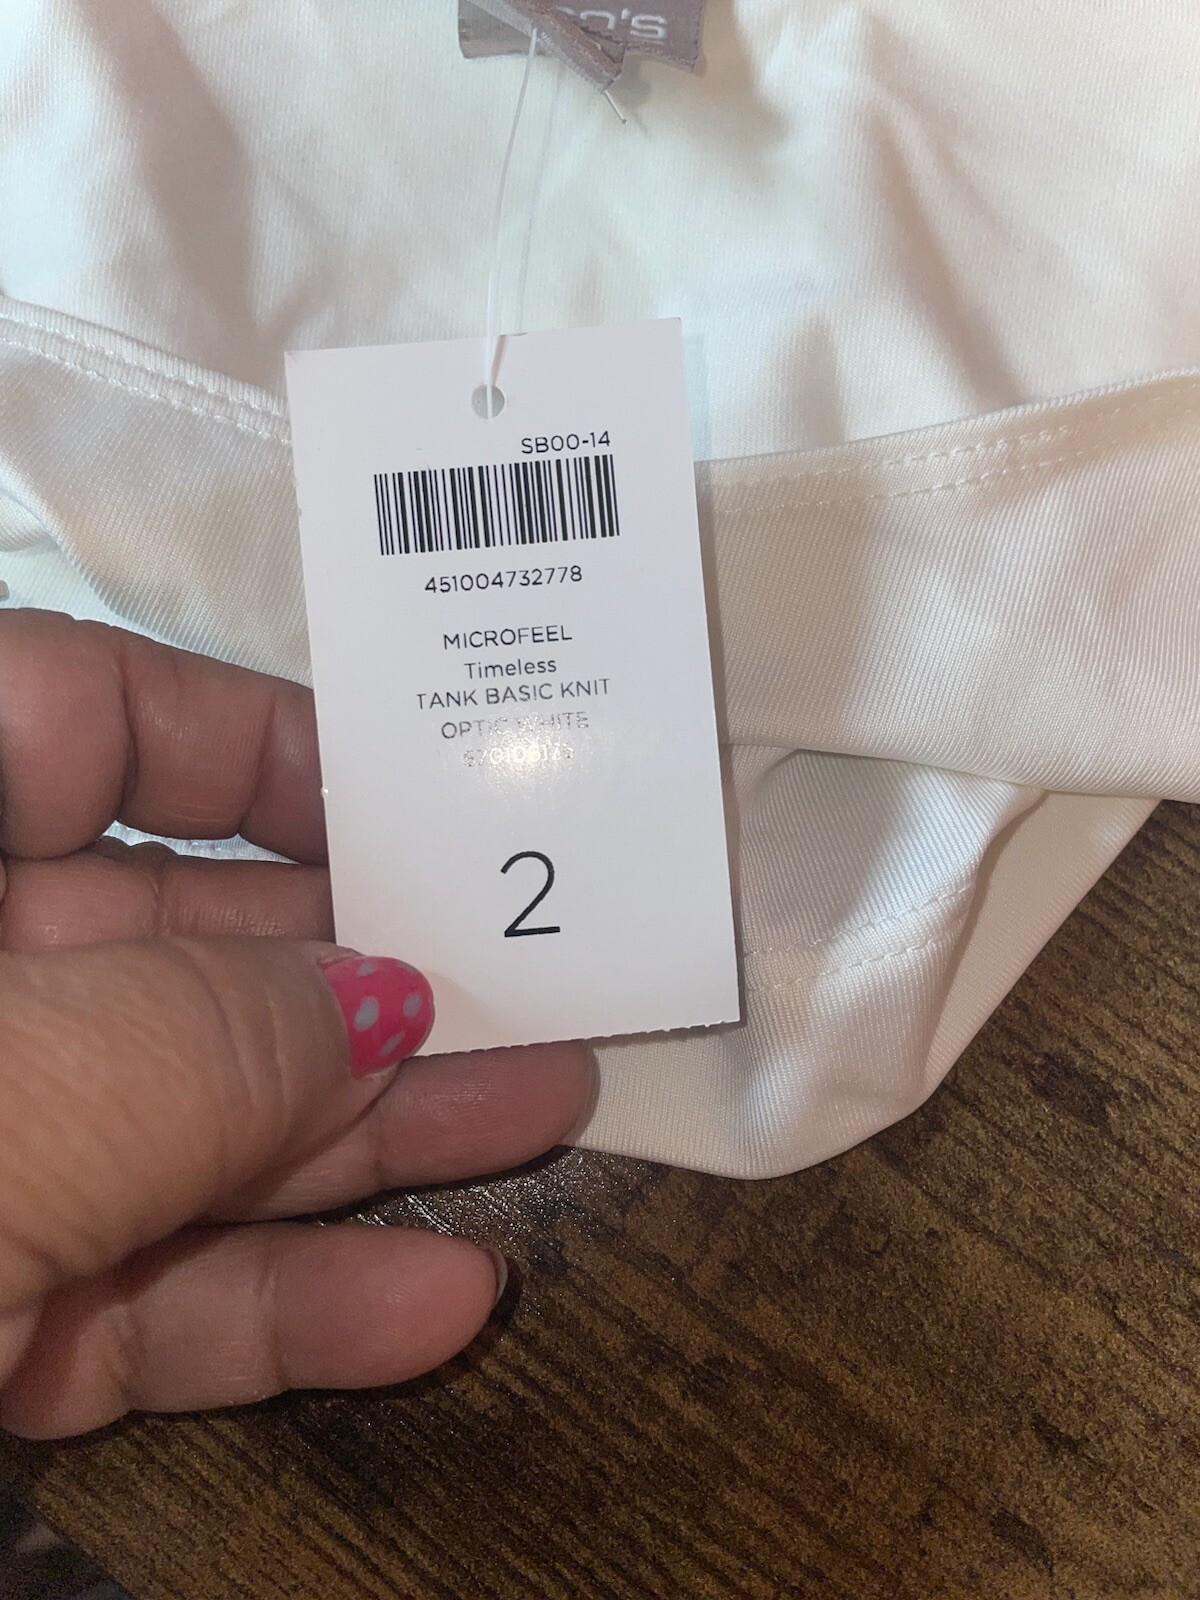 SB00-14
451004732778
MICROFEEL
Timeless
TANK BASIC KNIT
OPTIC WHITE
2